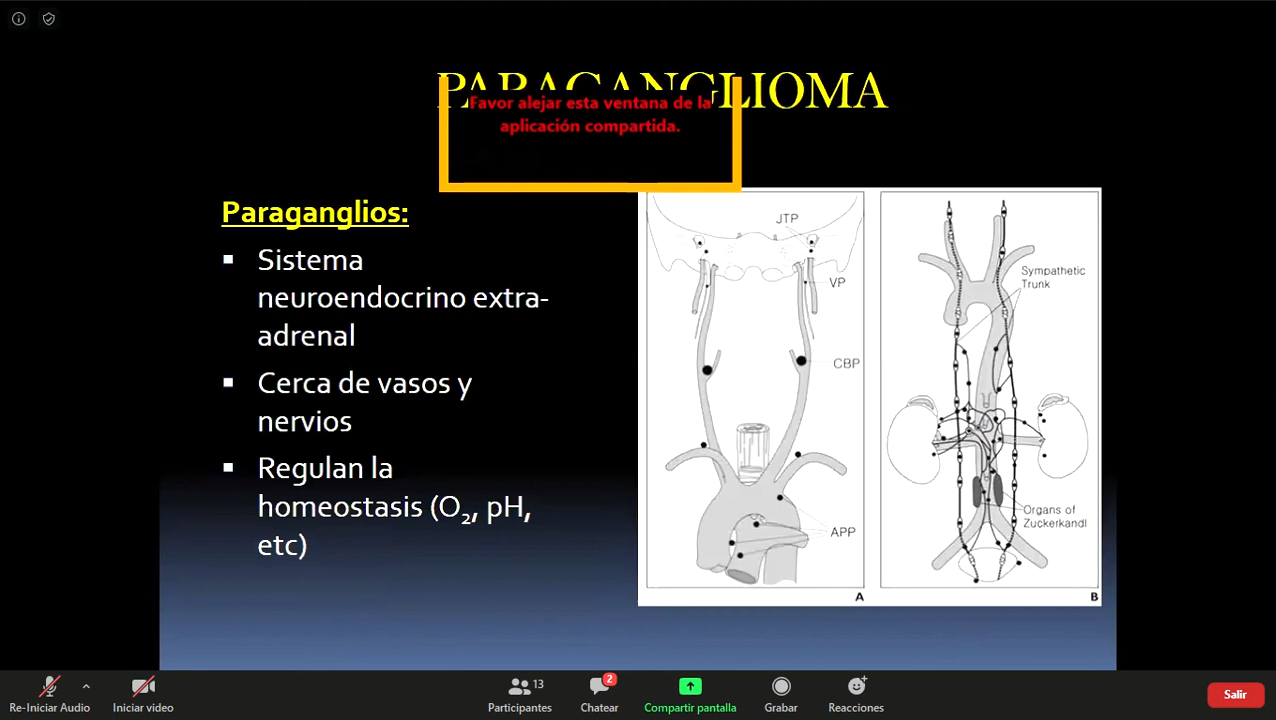 PARAGANGLIOMA
Favor alejar esta ventana de la
aplicación compartida.
Paraganglios:
▪ Sistema
neuroendocrino extra-
adrenal
▪ Cerca de vasos y
nervios
▪ Regulan la
homeostasis (O₂, pH,
etc)
JTP
VP
CBP
APP
A
Sympathetic
Trunk
Organs of
Zuckerkandl
B
Re-Iniciar Audio
Iniciar video
13
Participantes
2
Chatear
Compartir pantalla
Grabar
Reacciones
Salir